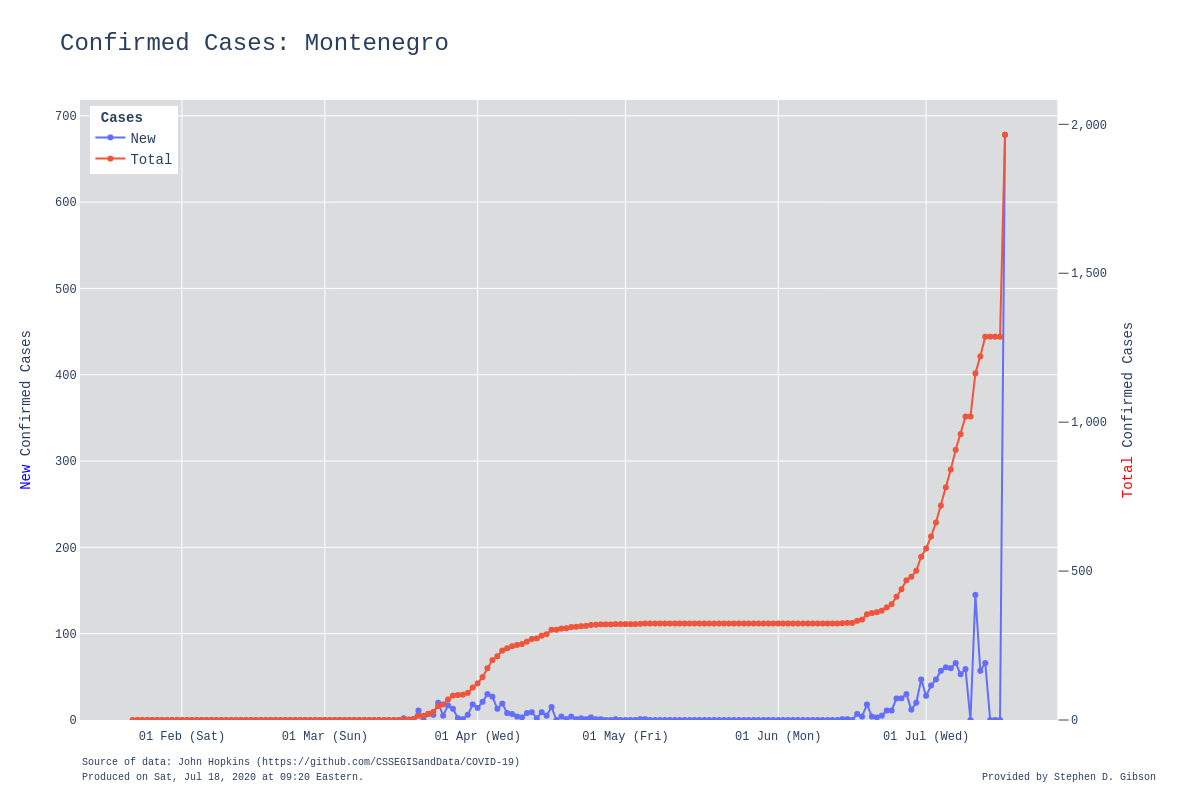 Confirmed Cases: Montenegro
Cases
New
Total
700
600
500
400
300
200
100
0
2,000
1,500
1,000
500
0
New Confirmed Cases
Total Confirmed Cases
01 Feb (Sat)
01 Mar (Sun)
01 Apr (Wed)
01 May (Fri)
01 Jun (Mon)
01 Jul (Wed)
Source of data: John Hopkins (https://github.com/CSSEGISandData/COVID-19)
Produced on Sat, Jul 18, 2020 at 09:20 Eastern.
Provided by Stephen D. Gibson